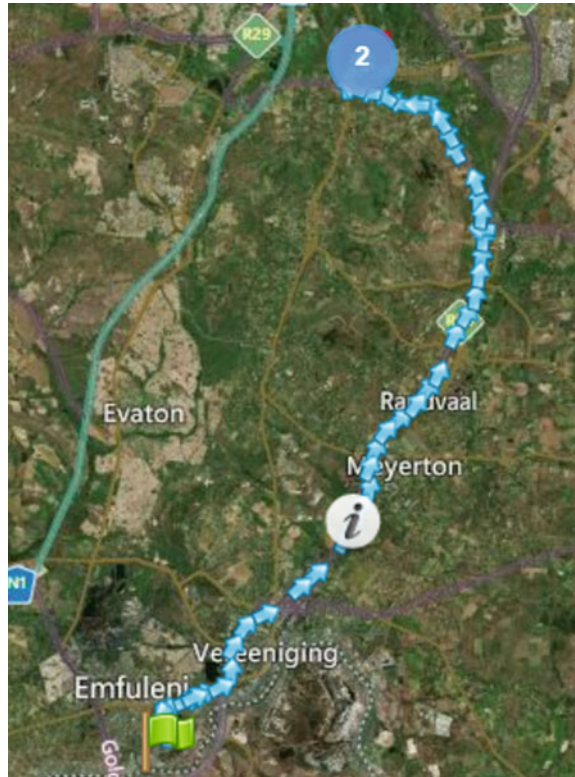 R29
2
Evaton
Randvaal
Meyerton
i
N1
Vereeniging
Emfuleni